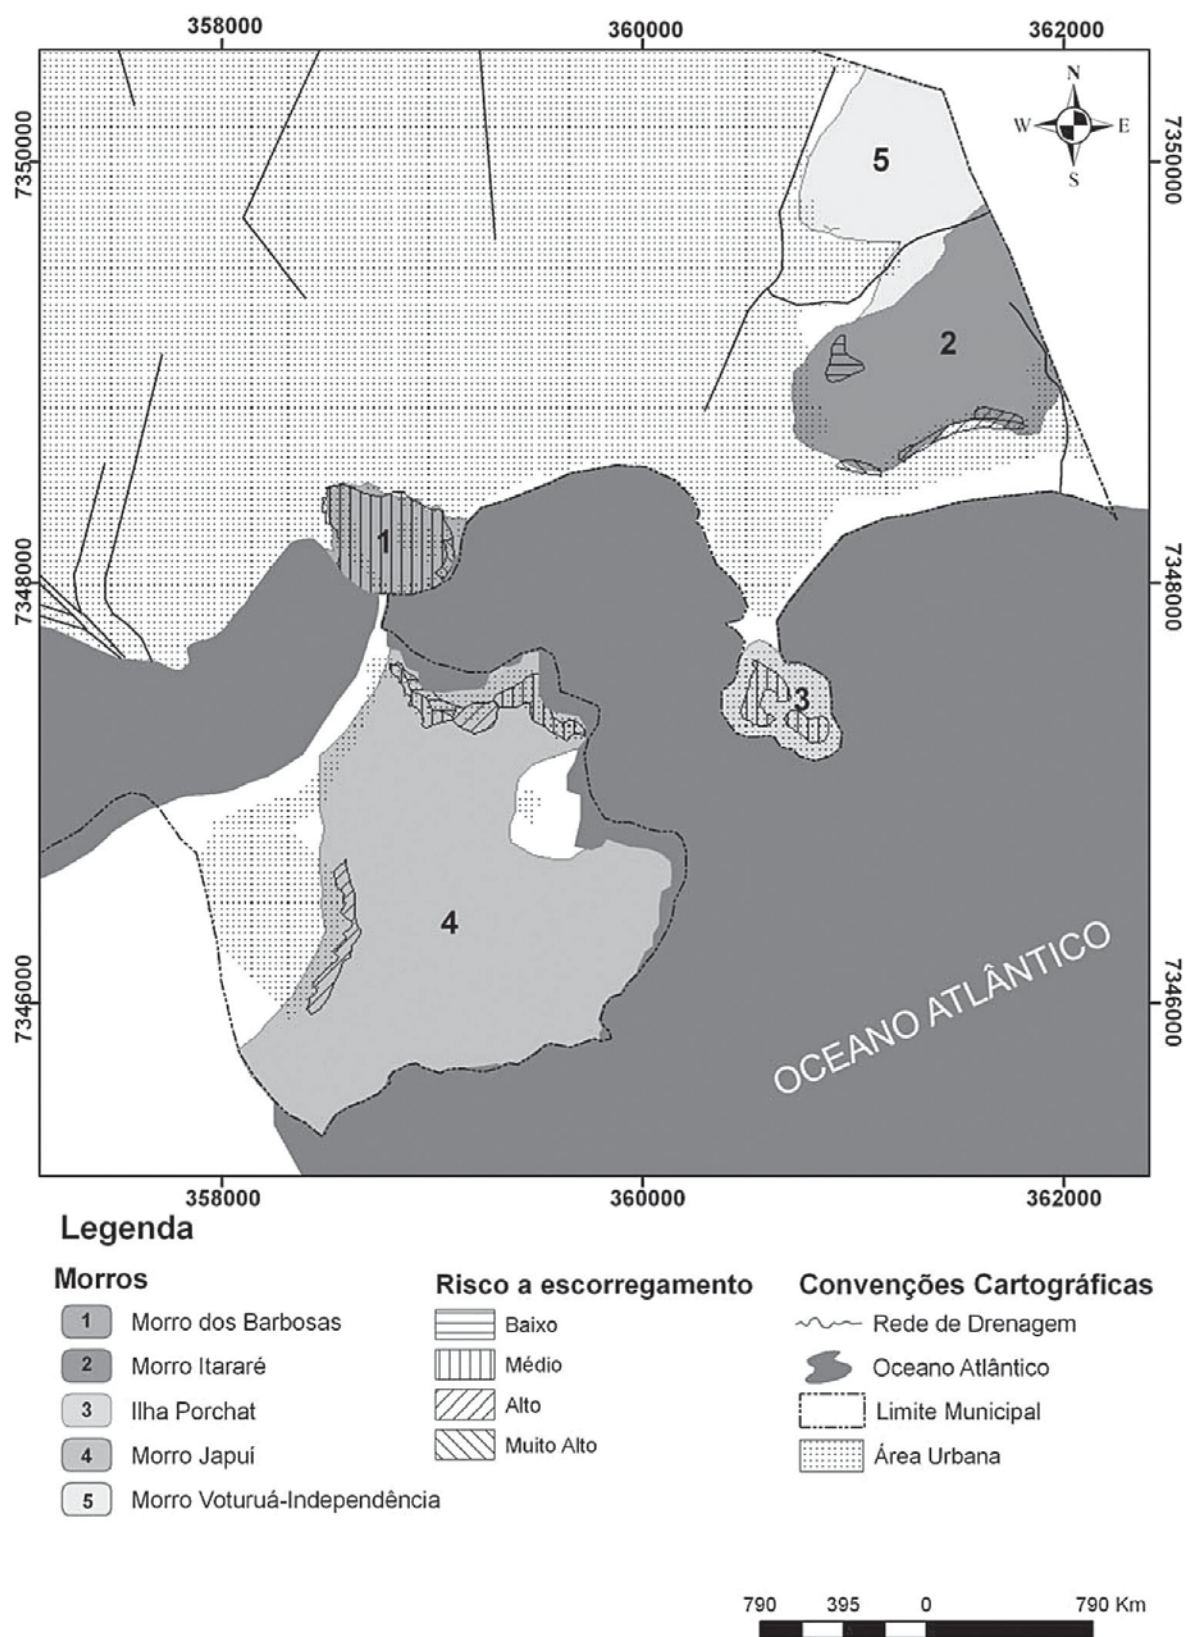 358000 360000 362000
N
W E
S
7350000 7350000
5
2
1
7348000 7348000
3
4
7346000 7346000
OCEANO ATLÂNTICO
358000 360000 362000
Legenda
Morros
1 Morro dos Barbosas
2 Morro Itararé
3 Ilha Porchat
4 Morro Japuí
5 Morro Voturuá-Independência
Risco a escorregamento
Baixo
Médio
Alto
Muito Alto
Convenções Cartográficas
Rede de Drenagem
Oceano Atlântico
Limite Municipal
Área Urbana
790 395 0 790 Km